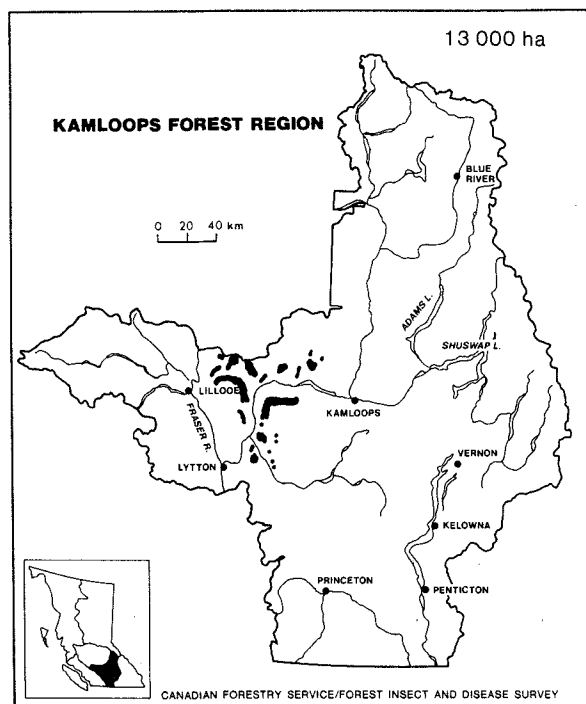 13 000 ha
KAMLOOPS FOREST REGION
BLUE
RIVER
0 20 40 km
ADAMS L.
SHUSWAP L.
LILLOOE
KAMLOOPS
FRASER R.
LYTTON
VERNON
KELOWNA
PRINCETON
PENTICTON
CANADIAN FORESTRY SERVICE/FOREST INSECT AND DISEASE SURVEY